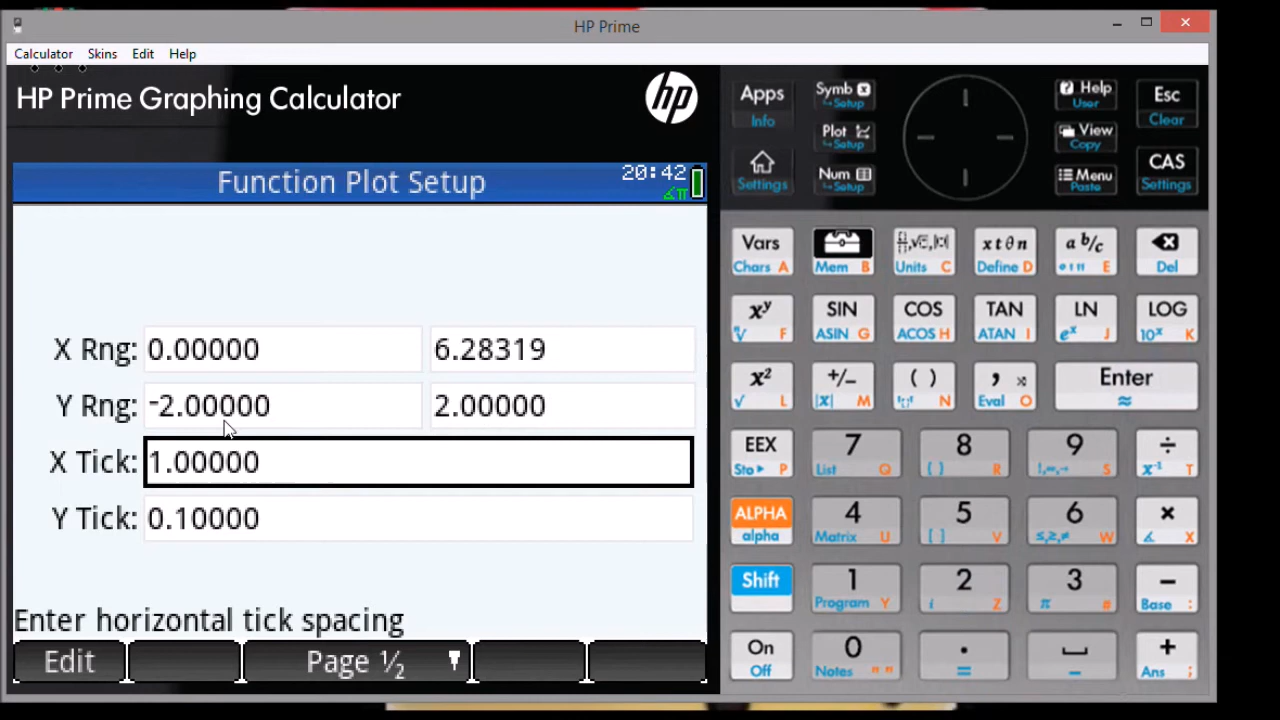 HP Prime
Calculator Skins Edit Help
HP Prime Graphing Calculator
hp
Function Plot Setup
20:42
∡π
X Rng: 0.00000 6.28319
Y Rng: -2.00000 2.00000
X Tick: 1.00000
Y Tick: 0.10000
Enter horizontal tick spacing
Edit Page ½
Apps
Info
Symb
Setup
Help
User
Esc
Clear
Plot
Setup
View
Copy
Settings
Num
Setup
Menu
Paste
CAS
Settings
Vars
Chars A
Mem B
Units C
x t θ n
Define D
a b/c
E
Del
xʸ
F
SIN
ASIN G
COS
ACOS H
TAN
ATAN I
LN
eˣ J
LOG
10ˣ K
x²
√ L
+/-
|x| M
( )
N
,
Eval O
Enter
≈
EEX
Sto ▸ P
7
List Q
8
{ } R
9
!,∞,→ S
÷
x⁻¹ T
ALPHA
alpha
4
Matrix U
5
[ ] V
6
≤,≥,≠ W
×
∡ X
Shift
1
Program Y
2
i Z
3
π #
−
Base :
On
Off
0
Notes " "
.
=
_
+
Ans ;